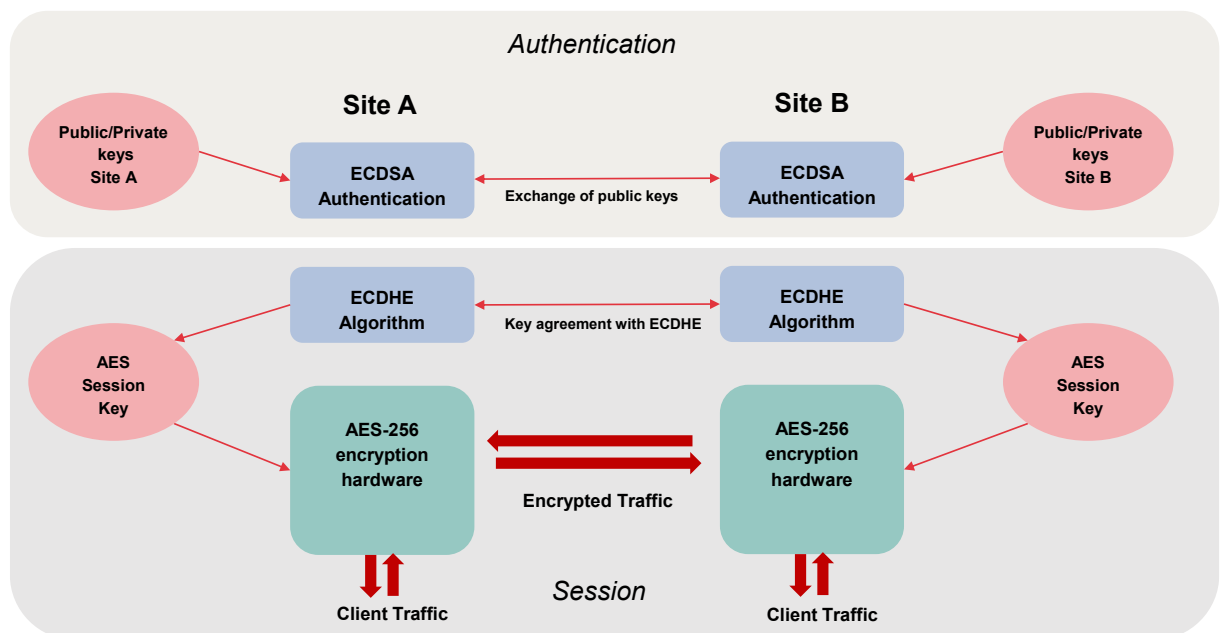 Authentication
Site A
Site B
Public/Private
keys
Site A
ECDSA
Authentication
Exchange of public keys
ECDSA
Authentication
Public/Private
keys
Site B
ECDHE
Algorithm
Key agreement with ECDHE
ECDHE
Algorithm
AES
Session
Key
AES
Session
Key
AES-256
encryption
hardware
AES-256
encryption
hardware
Encrypted Traffic
Session
Client Traffic
Client Traffic